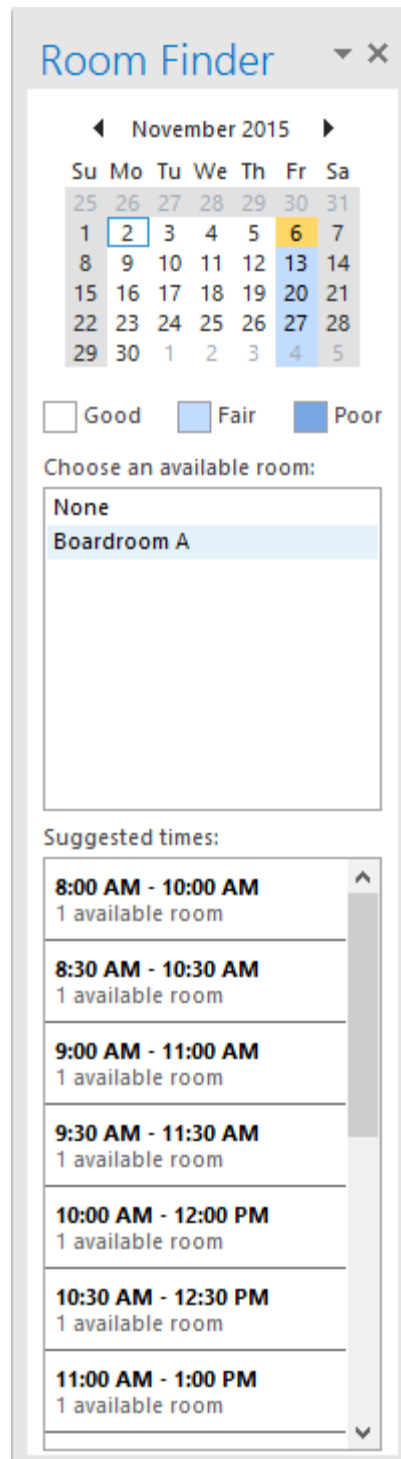 Room Finder
November 2015
Su Mo Tu We Th Fr Sa
25 26 27 28 29 30 31
1 2 3 4 5 6 7
8 9 10 11 12 13 14
15 16 17 18 19 20 21
22 23 24 25 26 27 28
29 30 1 2 3 4 5
Good Fair Poor
Choose an available room:
None
Boardroom A
Suggested times:
8:00 AM - 10:00 AM
1 available room
8:30 AM - 10:30 AM
1 available room
9:00 AM - 11:00 AM
1 available room
9:30 AM - 11:30 AM
1 available room
10:00 AM - 12:00 PM
1 available room
10:30 AM - 12:30 PM
1 available room
11:00 AM - 1:00 PM
1 available room